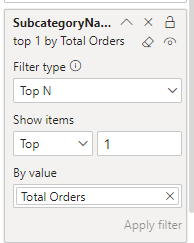 SubcategoryNa...
top 1 by Total Orders
Filter type
Top N
Show items
Top 1
By value
Total Orders
Apply filter